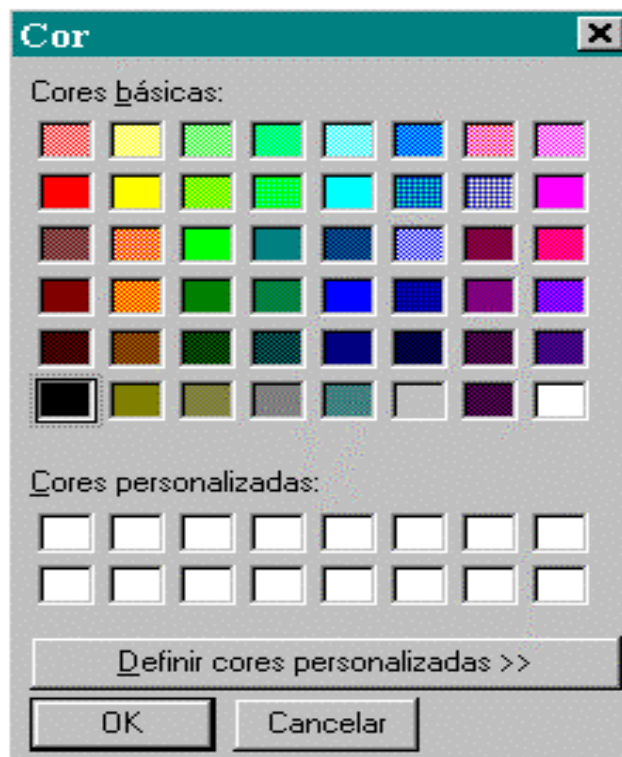 Cor
Cores básicas:
Cores personalizadas:
Definir cores personalizadas >>
OK Cancelar